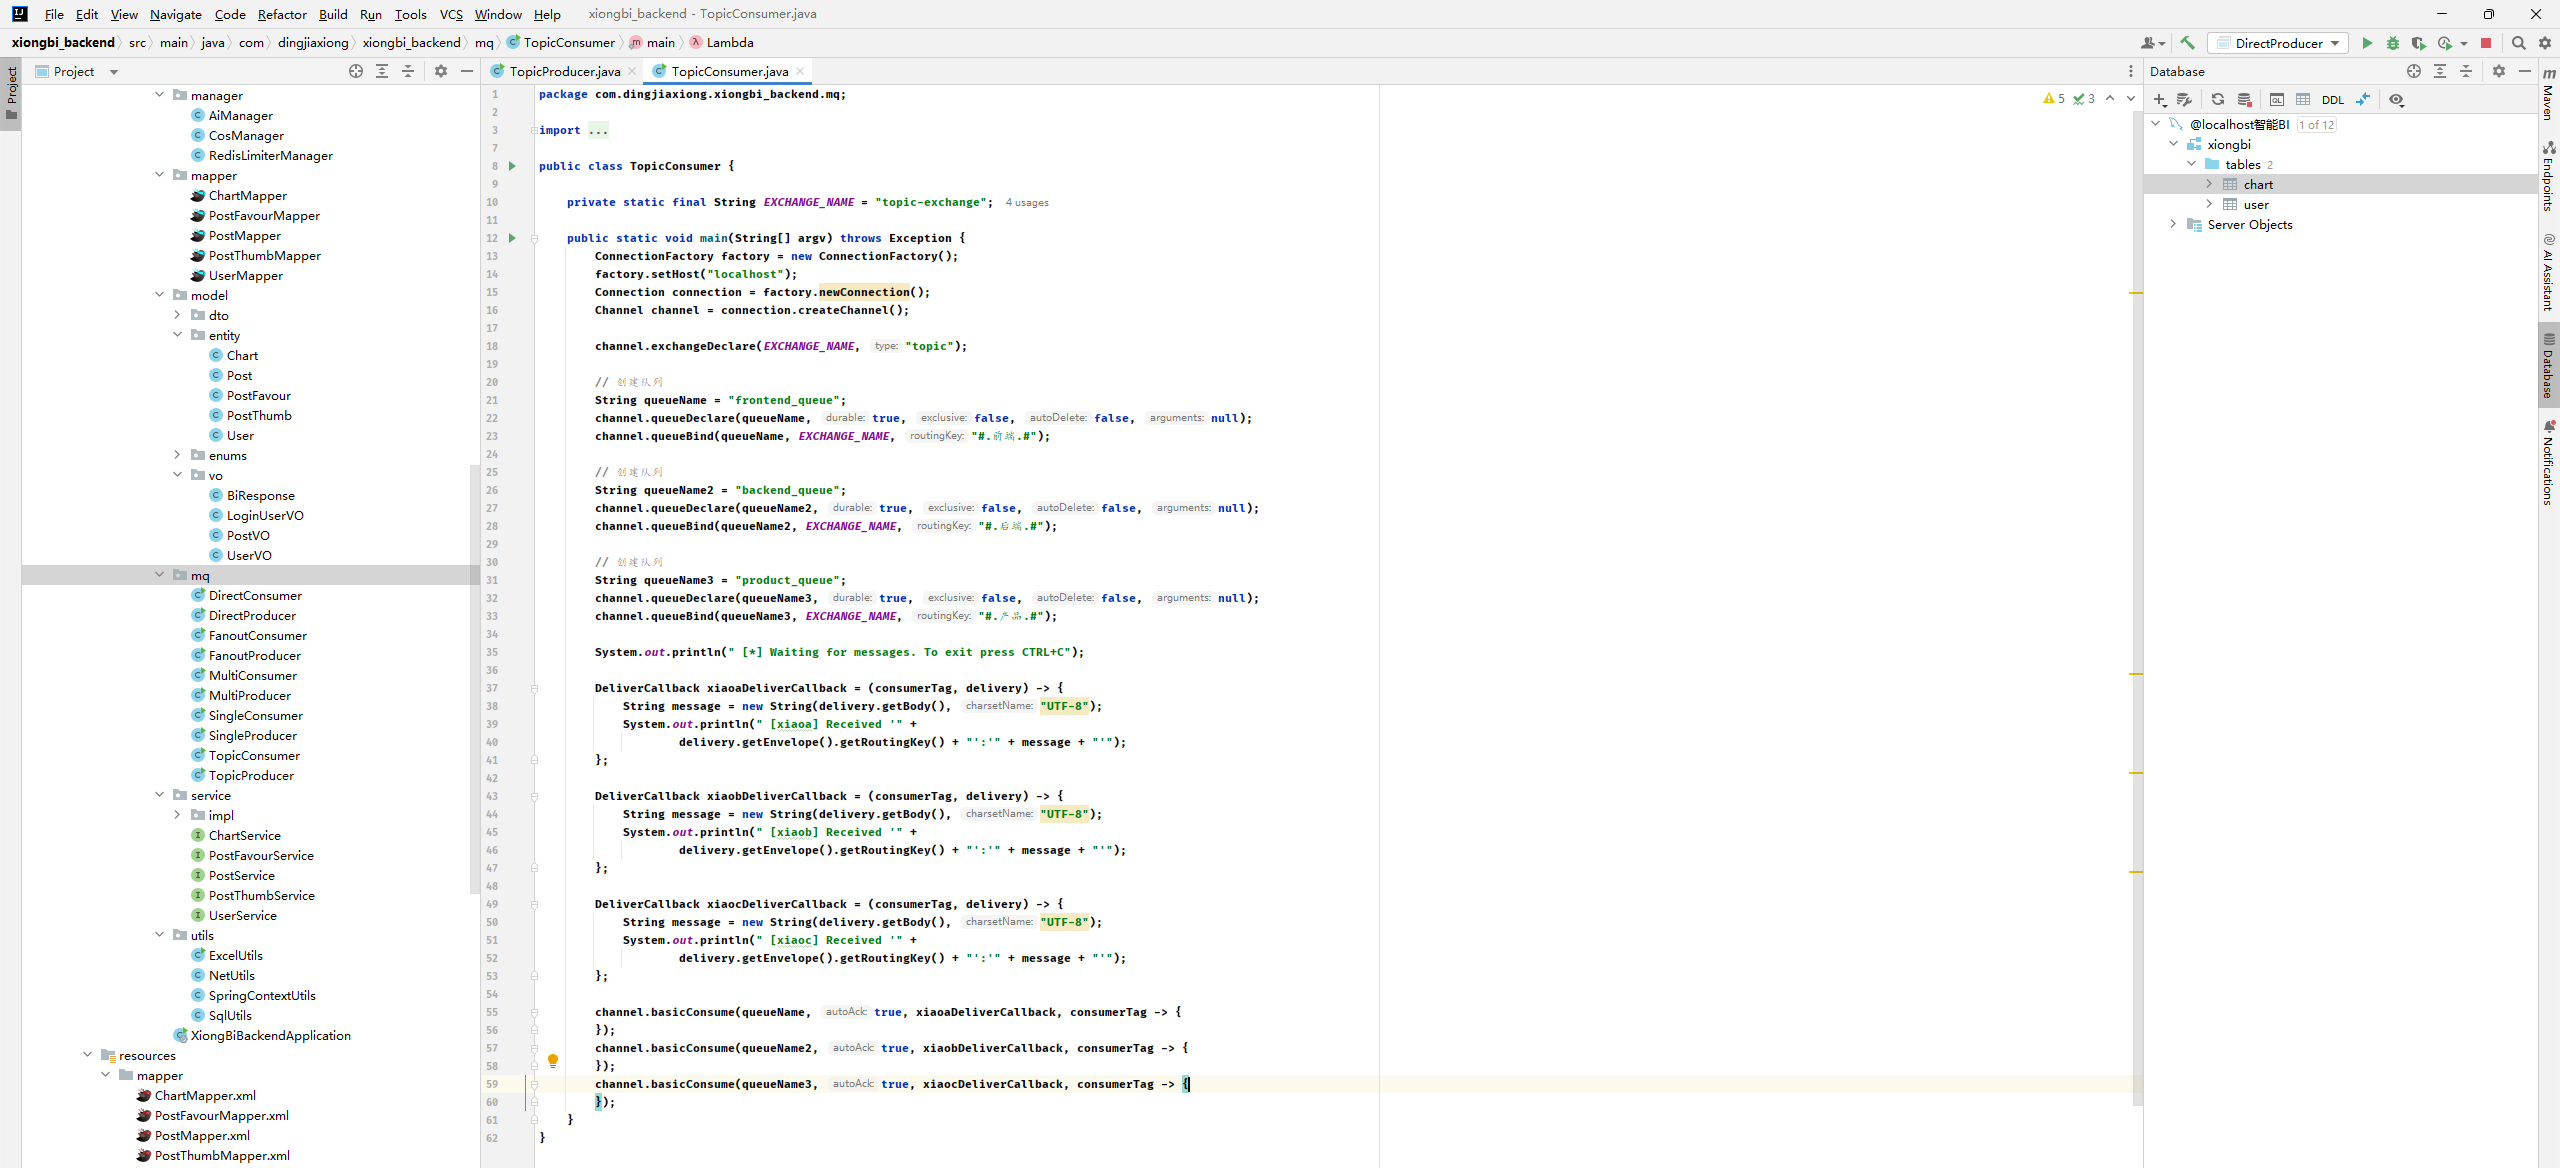 File Edit View Navigate Code Refactor Build Run Tools VCS Window Help xiongbi_backend - TopicConsumer.java
xiongbi_backend src main java com dingjiaxiong xiongbi_backend mq TopicConsumer main Lambda
DirectProducer
Project
Project
manager
AiManager
CosManager
RedisLimiterManager
mapper
ChartMapper
PostFavourMapper
PostMapper
PostThumbMapper
UserMapper
model
dto
entity
Chart
Post
PostFavour
PostThumb
User
enums
vo
BiResponse
LoginUserVO
PostVO
UserVO
mq
DirectConsumer
DirectProducer
FanoutConsumer
FanoutProducer
MultiConsumer
MultiProducer
SingleConsumer
SingleProducer
TopicConsumer
TopicProducer
service
impl
ChartService
PostFavourService
PostService
PostThumbService
UserService
utils
ExcelUtils
NetUtils
SpringContextUtils
SqlUtils
XiongBiBackendApplication
resources
mapper
ChartMapper.xml
PostFavourMapper.xml
PostMapper.xml
PostThumbMapper.xml
TopicProducer.java TopicConsumer.java
5 3
1 package com.dingjiaxiong.xiongbi_backend.mq;
2
3 import ...
7
8 public class TopicConsumer {
9
10 private static final String EXCHANGE_NAME = "topic-exchange"; 4 usages
11
12 public static void main(String[] argv) throws Exception {
13 ConnectionFactory factory = new ConnectionFactory();
14 factory.setHost("localhost");
15 Connection connection = factory.newConnection();
16 Channel channel = connection.createChannel();
17
18 channel.exchangeDeclare(EXCHANGE_NAME, type: "topic");
19
20 // 创建队列
21 String queueName = "frontend_queue";
22 channel.queueDeclare(queueName, durable: true, exclusive: false, autoDelete: false, arguments: null);
23 channel.queueBind(queueName, EXCHANGE_NAME, routingKey: "#.前端.#");
24
25 // 创建队列
26 String queueName2 = "backend_queue";
27 channel.queueDeclare(queueName2, durable: true, exclusive: false, autoDelete: false, arguments: null);
28 channel.queueBind(queueName2, EXCHANGE_NAME, routingKey: "#.后端.#");
29
30 // 创建队列
31 String queueName3 = "product_queue";
32 channel.queueDeclare(queueName3, durable: true, exclusive: false, autoDelete: false, arguments: null);
33 channel.queueBind(queueName3, EXCHANGE_NAME, routingKey: "#.产品.#");
34
35 System.out.println(" [*] Waiting for messages. To exit press CTRL+C");
36
37 DeliverCallback xiaoaDeliverCallback = (consumerTag, delivery) -> {
38 String message = new String(delivery.getBody(), charsetName: "UTF-8");
39 System.out.println(" [xiaoa] Received '" +
40 delivery.getEnvelope().getRoutingKey() + "':'" + message + "'");
41 };
42
43 DeliverCallback xiaobDeliverCallback = (consumerTag, delivery) -> {
44 String message = new String(delivery.getBody(), charsetName: "UTF-8");
45 System.out.println(" [xiaob] Received '" +
46 delivery.getEnvelope().getRoutingKey() + "':'" + message + "'");
47 };
48
49 DeliverCallback xiaocDeliverCallback = (consumerTag, delivery) -> {
50 String message = new String(delivery.getBody(), charsetName: "UTF-8");
51 System.out.println(" [xiaoc] Received '" +
52 delivery.getEnvelope().getRoutingKey() + "':'" + message + "'");
53 };
54
55 channel.basicConsume(queueName, autoAck: true, xiaoaDeliverCallback, consumerTag -> {
56 });
57 channel.basicConsume(queueName2, autoAck: true, xiaobDeliverCallback, consumerTag -> {
58 });
59 channel.basicConsume(queueName3, autoAck: true, xiaocDeliverCallback, consumerTag -> {
60 });
61 }
62 }
Database
DDL
@localhost智能BI 1 of 12
xiongbi
tables 2
chart
user
Server Objects
Maven
Endpoints
AI Assistant
Database
Notifications